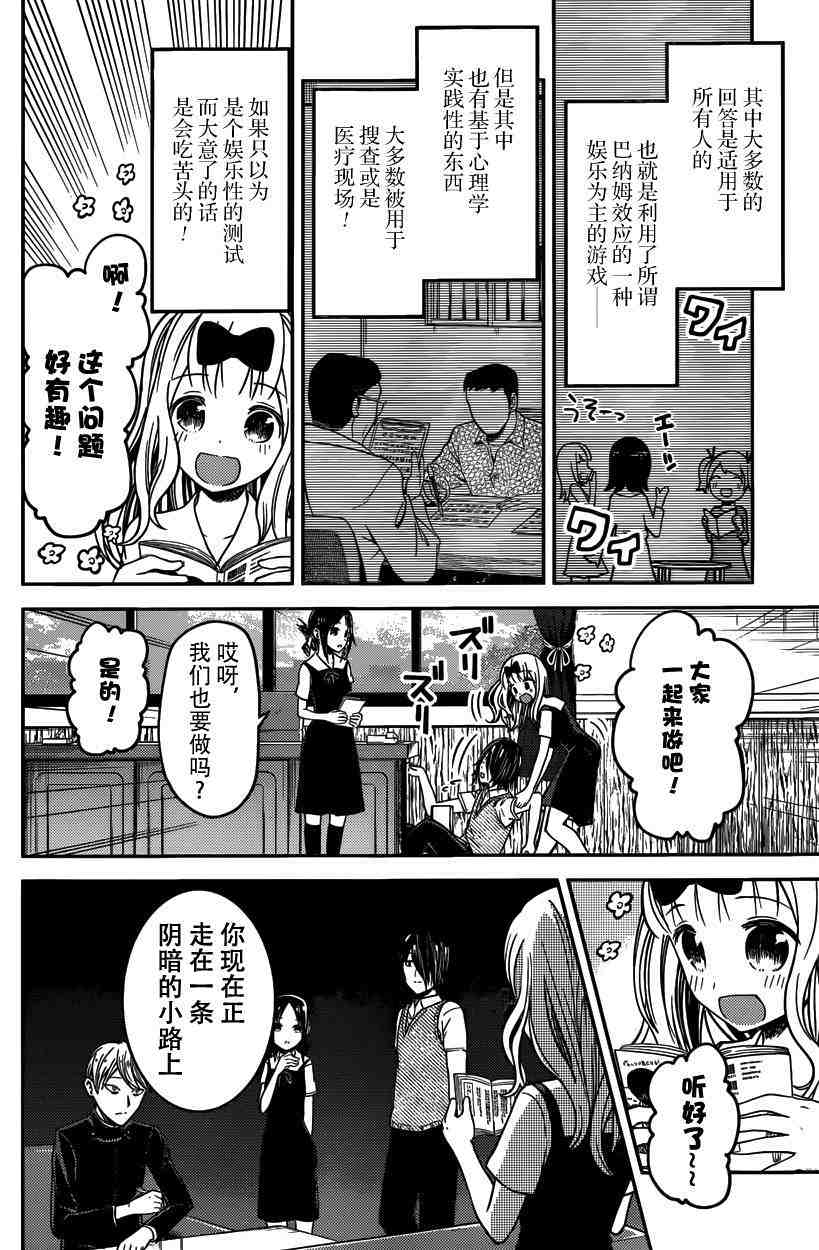 其中大多数的
回答是适用于
所有人的
也就是利用了所谓
巴纳姆效应的一种
娱乐为主的游戏——
ワイ
うそーっ
エーッ
ワイ
但是其中
也有基于心理学
实践性的东西
大多数被用于
搜查或是
医疗现场！
如果只以为
是个娱乐性的测试
而大意了的话
是会吃苦头的！
啊！
这个问题
好有趣！
大家
一起来做吧！
ズ
ズ
ズ
哎呀，
我们也要做吗？
是的！
听好了~~
你现在正
走在一条
阴暗的小路上